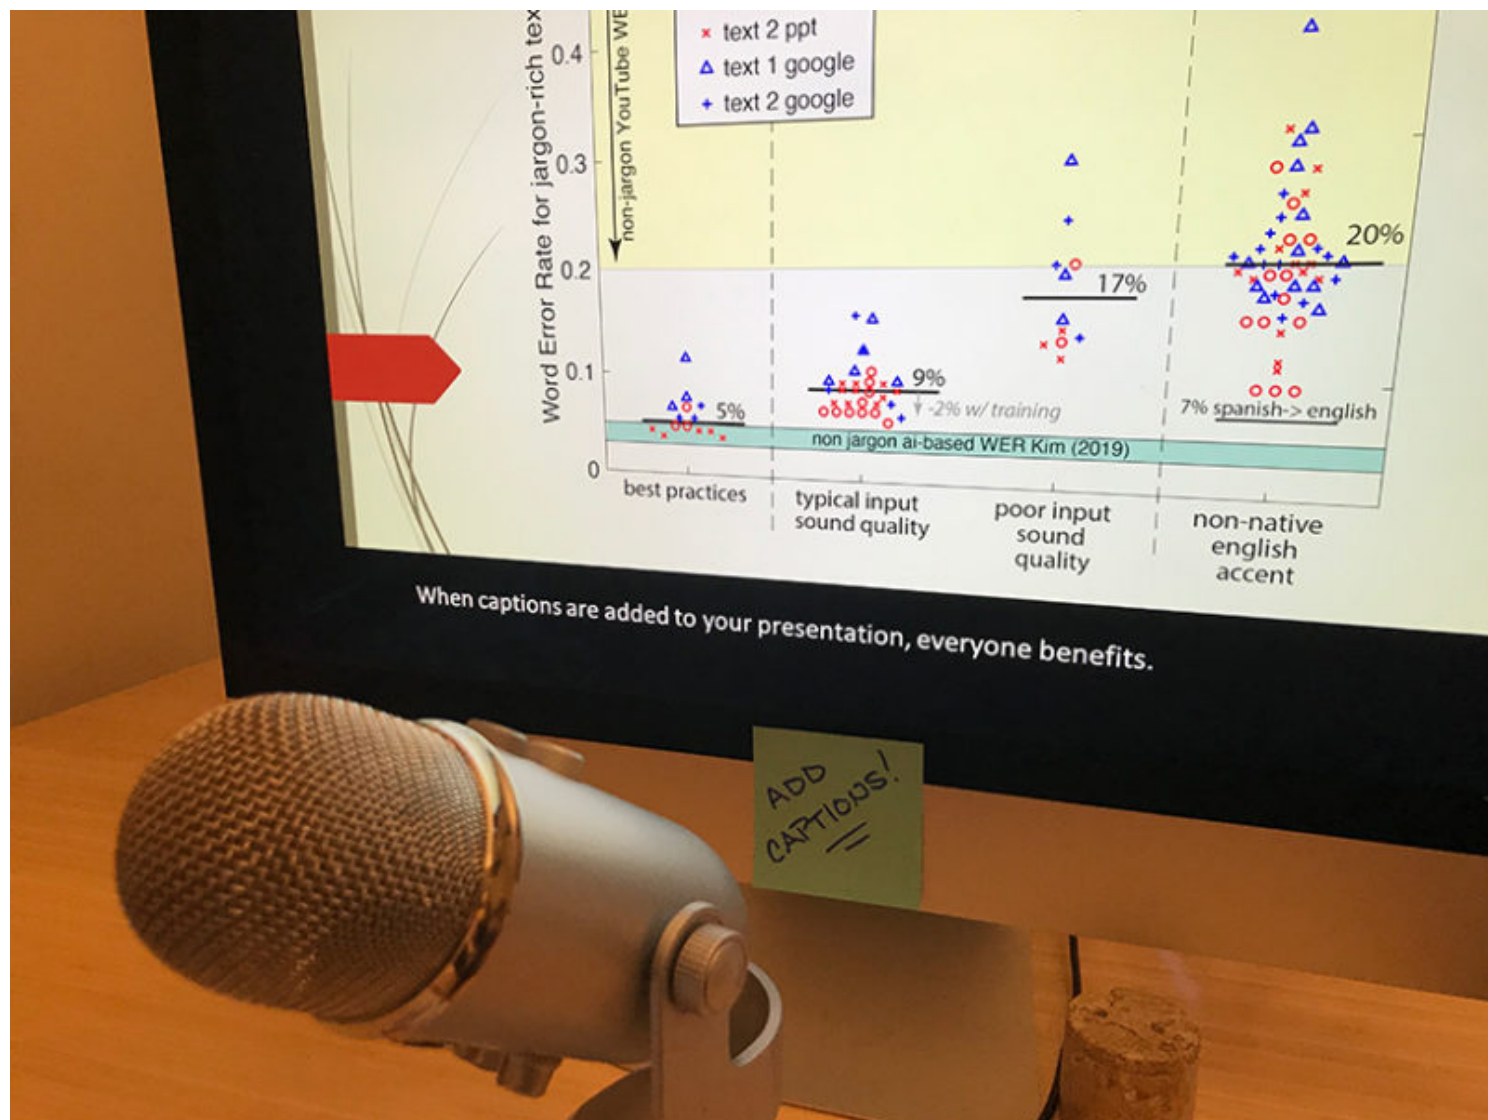 Word Error Rate for jargon-rich
non-jargon YouTube
text 2 ppt
text 1 google
text 2 google
0.4
0.3
0.2
0.1
0
5%
9%
-2% w/ training
17%
20%
7% spanish-> english
non jargon ai-based WER Kim (2019)
best practices
typical input
sound quality
poor input
sound
quality
non-native
english
accent
When captions are added to your presentation, everyone benefits.
ADD
CAPTIONS!